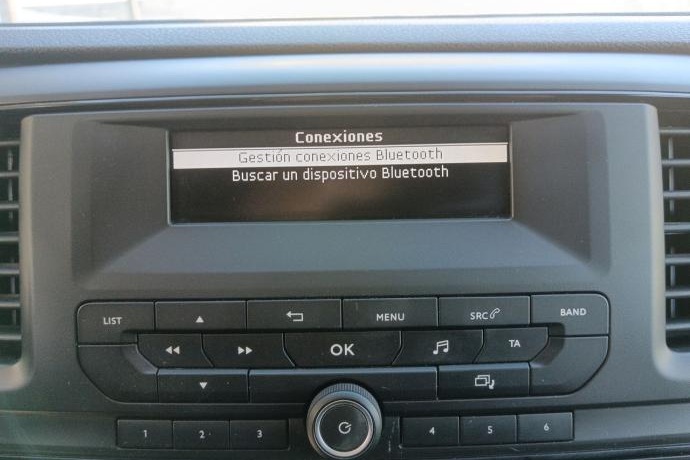 Conexiones
Gestión conexiones Bluetooth
Buscar un dispositivo Bluetooth
LIST
MENU
SRC
BAND
OK
TA
1 2 3
4 5 6